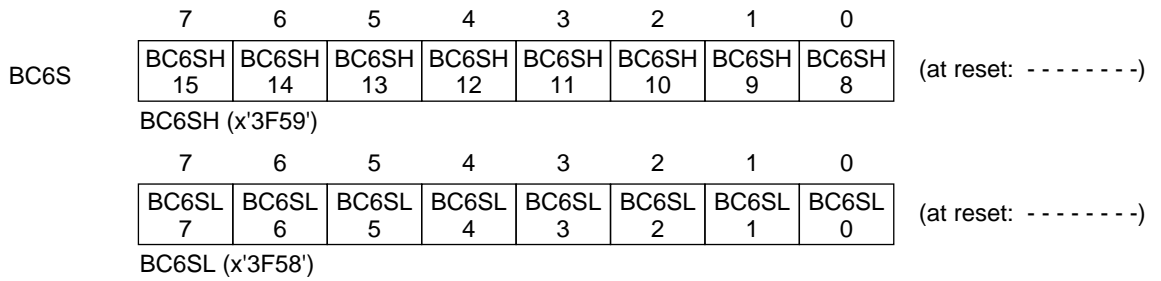 7 6 5 4 3 2 1 0
BC6S BC6SH BC6SH BC6SH BC6SH BC6SH BC6SH BC6SH BC6SH (at reset: - - - - - - - -)
15 14 13 12 11 10 9 8
BC6SH (x'3F59')
7 6 5 4 3 2 1 0
BC6SL BC6SL BC6SL BC6SL BC6SL BC6SL BC6SL BC6SL (at reset: - - - - - - - -)
7 6 5 4 3 2 1 0
BC6SL (x'3F58')